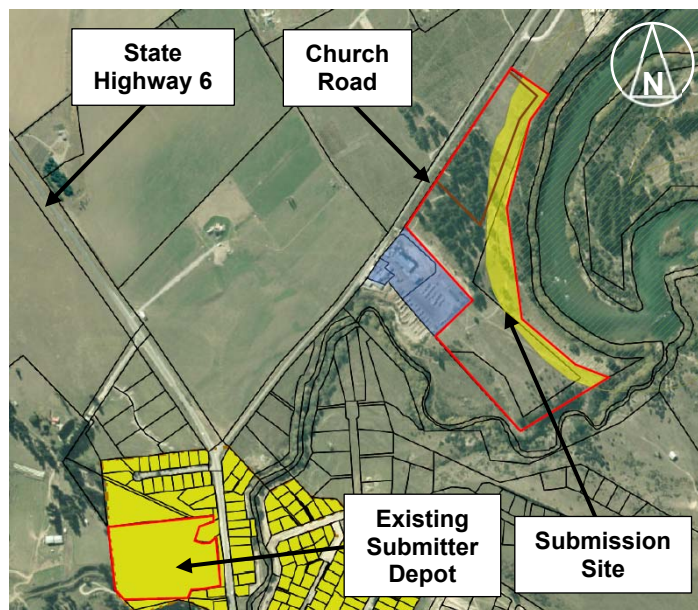 State
Highway 6
Church
Road
N
Existing
Submitter
Depot
Submission
Site